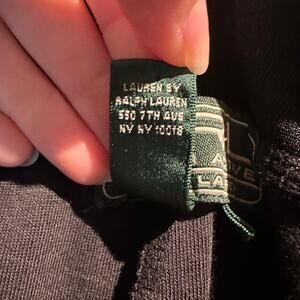 LAUREN BY
RALPH LAUREN
550 7TH AVE
NY NY 10018